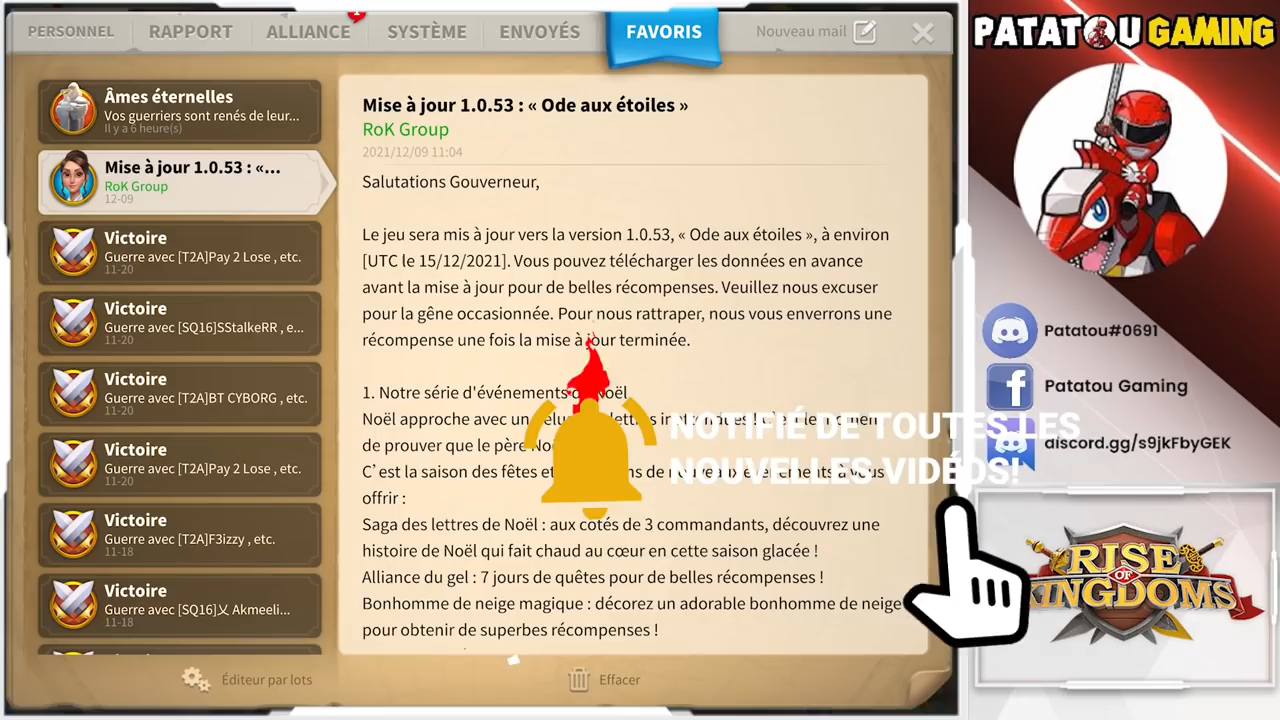 PERSONNEL
RAPPORT
ALLIANCE
1
SYSTÈME
ENVOYÉS
FAVORIS
Nouveau mail
Âmes éternelles
Vos guerriers sont renés de leur...
Il y a 6 heure(s)
Mise à jour 1.0.53 : «...
RoK Group
12-09
Victoire
Guerre avec [T2A]Pay 2 Lose , etc.
11-20
Victoire
Guerre avec [SQ16]SStalkeRR , e...
11-20
Victoire
Guerre avec [T2A]BT CYBORG , etc.
11-20
Victoire
Guerre avec [T2A]Pay 2 Lose , etc.
11-20
Victoire
Guerre avec [T2A]F3izzy , etc.
11-18
Victoire
Guerre avec [SQ16]乂 Akmeeli...
11-18
Éditeur par lots
Mise à jour 1.0.53 : « Ode aux étoiles »
RoK Group
2021/12/09 11:04
Salutations Gouverneur,
Le jeu sera mis à jour vers la version 1.0.53, « Ode aux étoiles », à environ
[UTC le 15/12/2021]. Vous pouvez télécharger les données en avance
avant la mise à jour pour de belles récompenses. Veuillez nous excuser
pour la gêne occasionnée. Pour nous rattraper, nous vous enverrons une
récompense une fois la mise à jour terminée.
1. Notre série d'événements de Noël
Noël approche avec un
de prouver que le père
C'est la saison des fêtes et de nouveaux événements à vous
offrir :
Saga des lettres de Noël : aux côtés de 3 commandants, découvrez une
histoire de Noël qui fait chaud au cœur en cette saison glacée !
Alliance du gel : 7 jours de quêtes pour de belles récompenses !
Bonhomme de neige magique : décorez un adorable bonhomme de neige
pour obtenir de superbes récompenses !
Effacer
NOTIFIÉ DE TOUTES LES
NOUVELLES VIDÉOS!
PATATOU GAMING
Patatou#0691
Patatou Gaming
discord.gg/s9jkFbyGEK
RISE
OF
KINGDOMS